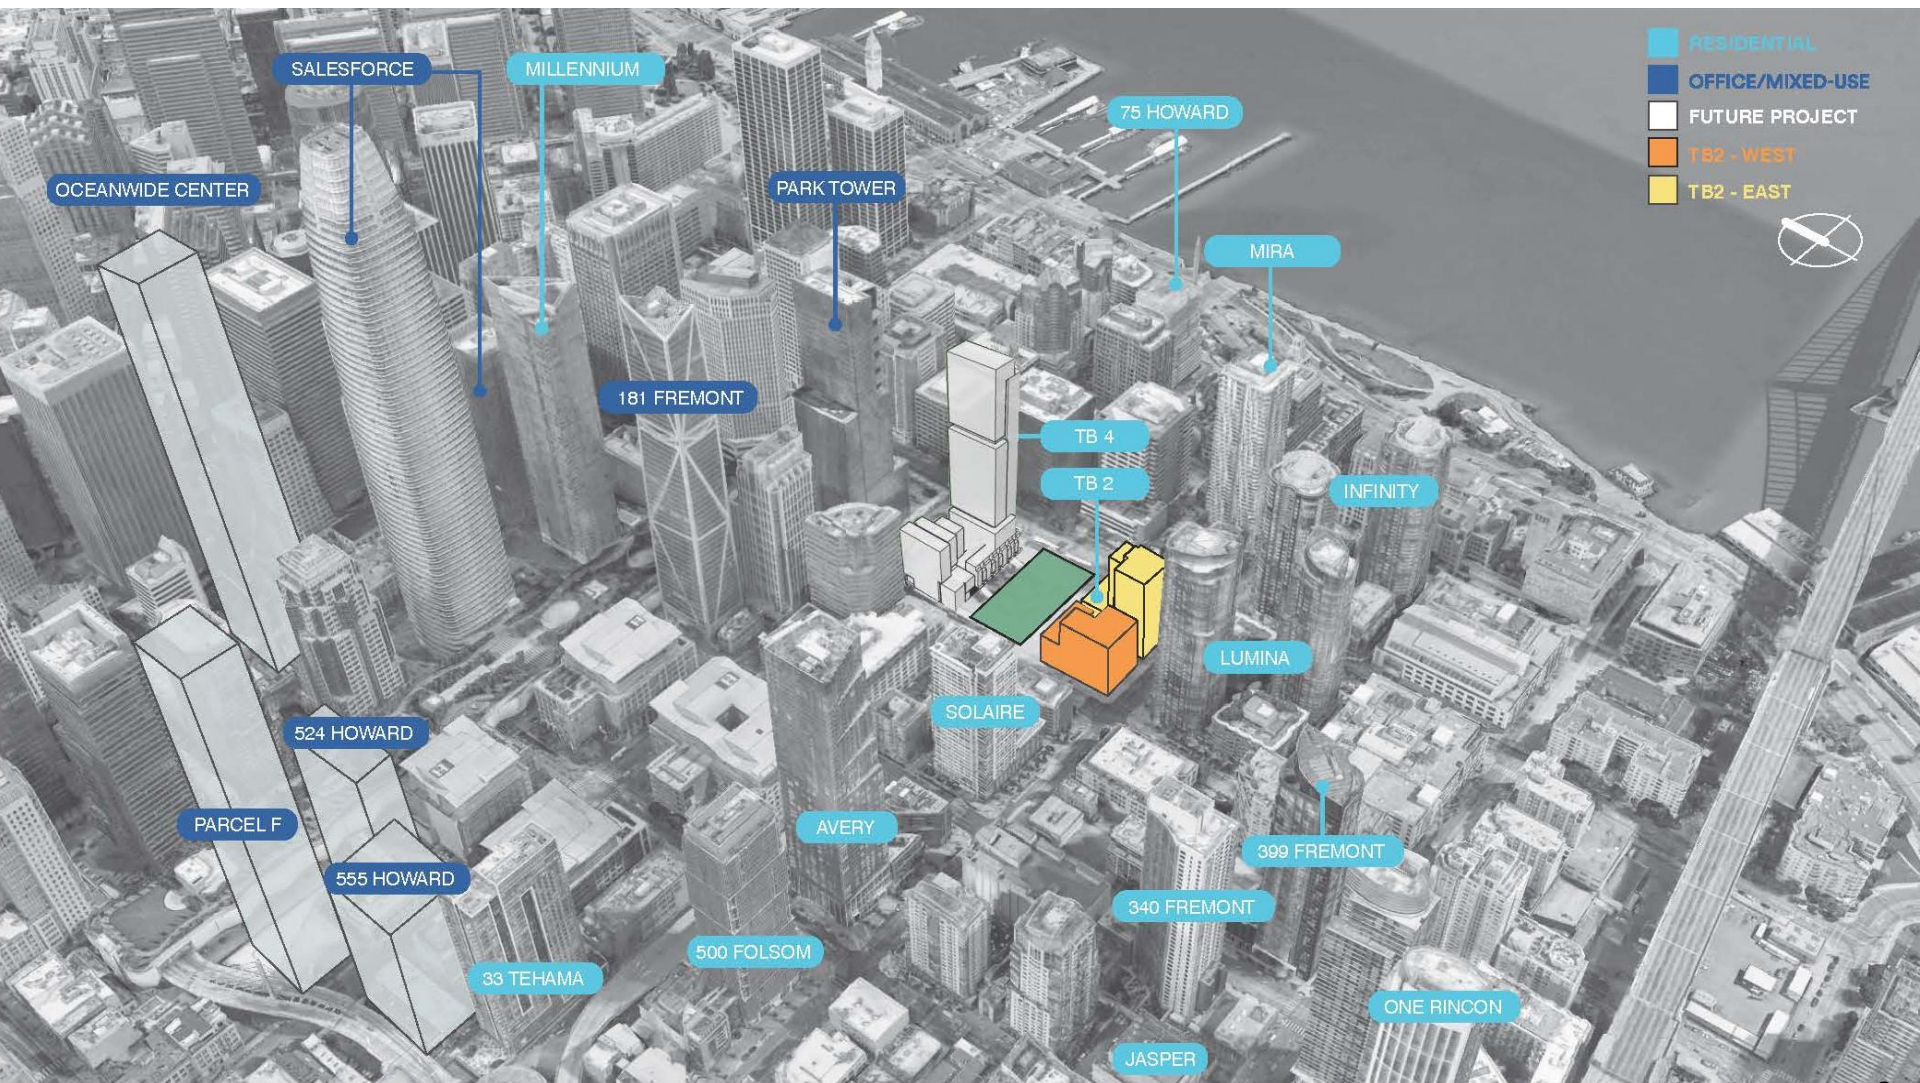 SALESFORCE
MILLENNIUM
RESIDENTIAL
OFFICE/MIXED-USE
FUTURE PROJECT
TB2 - WEST
TB2 - EAST
75 HOWARD
OCEANWIDE CENTER
PARK TOWER
MIRA
181 FREMONT
TB 4
TB 2
INFINITY
LUMINA
SOLAIRE
524 HOWARD
PARCEL F
AVERY
399 FREMONT
555 HOWARD
340 FREMONT
500 FOLSOM
33 TEHAMA
ONE RINCON
JASPER